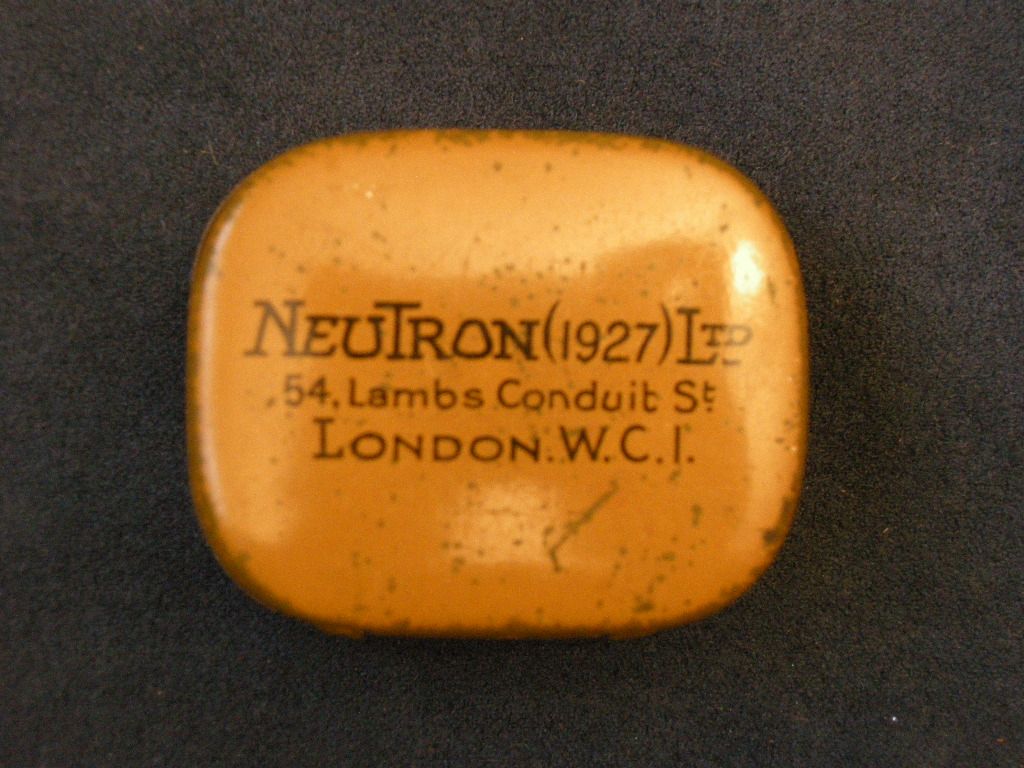 NEUTRON (1927) LTD
54, Lambs Conduit St
LONDON. W.C.1.